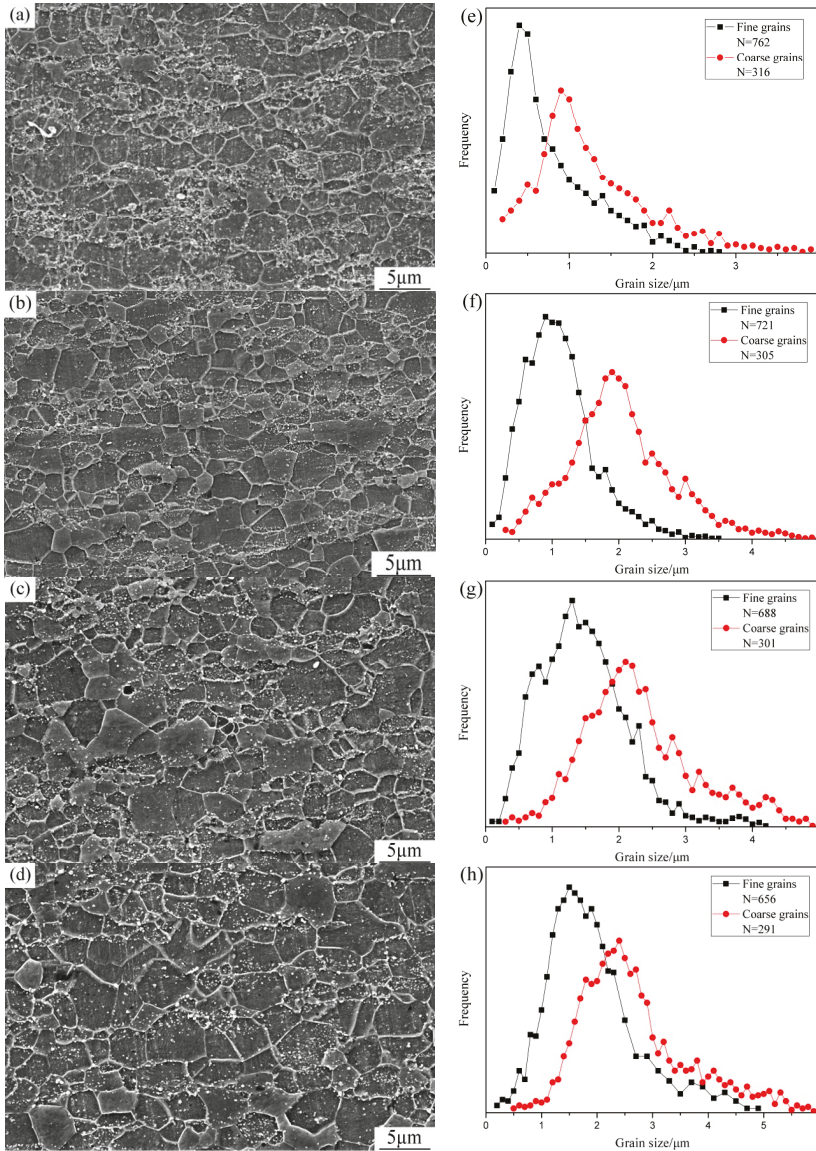 (a)
5μm
(e)
Fine grains
N=762
Coarse grains
N=316
Frequency
0 1 2 3
Grain size/μm
(b)
5μm
(f)
Fine grains
N=721
Coarse grains
N=305
Frequency
0 1 2 3 4
Grain size/μm
(c)
5μm
(g)
Fine grains
N=688
Coarse grains
N=301
Frequency
0 1 2 3 4
Grain size/μm
(d)
5μm
(h)
Fine grains
N=656
Coarse grains
N=291
Frequency
0 1 2 3 4 5
Grain size/μm